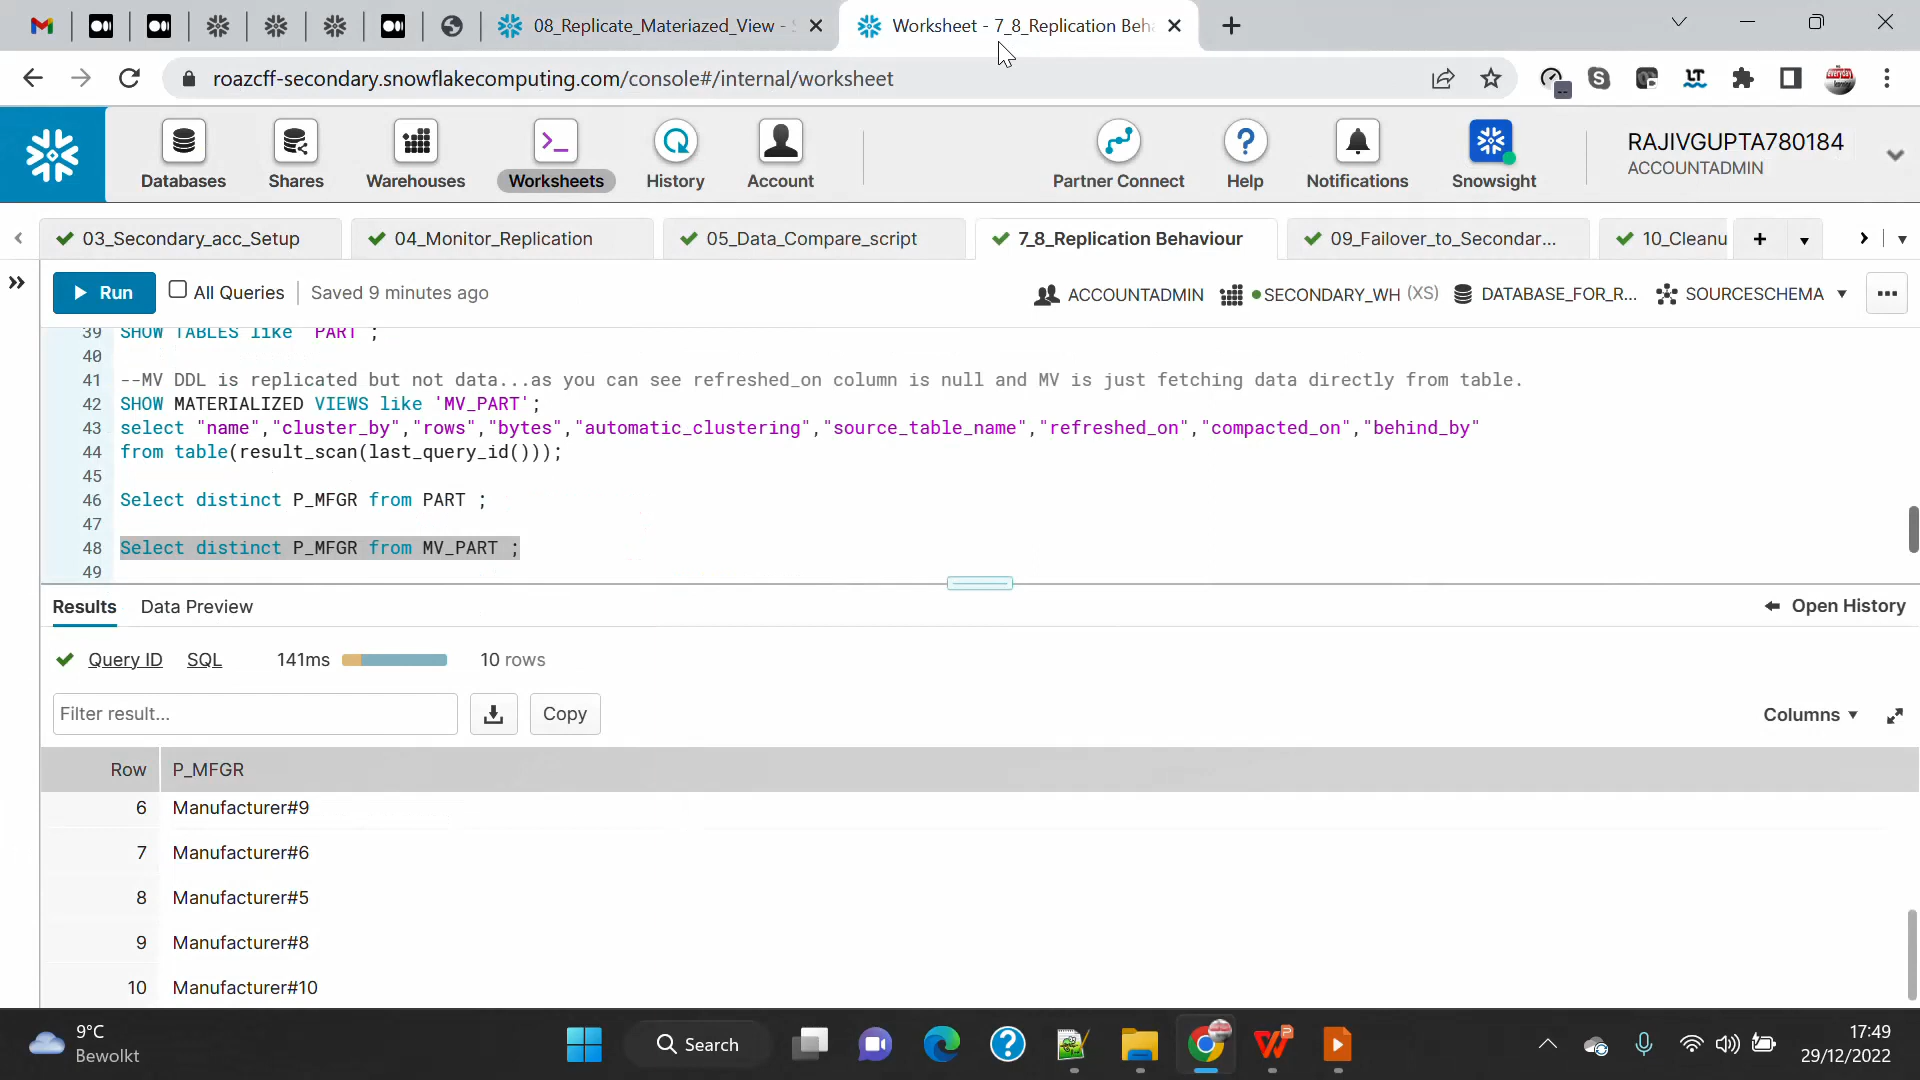 08_Replicate_Materiazed_View -
Worksheet - 7_8_Replication Beha
roazcff-secondary.snowflakecomputing.com/console#/internal/worksheet
Databases
Shares
Warehouses
Worksheets
History
Account
Partner Connect
Help
Notifications
Snowsight
RAJIVGUPTA780184
ACCOUNTADMIN
03_Secondary_acc_Setup
04_Monitor_Replication
05_Data_Compare_script
7_8_Replication Behaviour
09_Failover_to_Secondar...
10_Cleanu
Run
All Queries
Saved 9 minutes ago
ACCOUNTADMIN
SECONDARY_WH (XS)
DATABASE_FOR_R...
SOURCESCHEMA
39 SHOW TABLES like 'PART';
40
41 --MV DDL is replicated but not data...as you can see refreshed_on column is null and MV is just fetching data directly from table.
42 SHOW MATERIALIZED VIEWS like 'MV_PART';
43 select "name","cluster_by","rows","bytes","automatic_clustering","source_table_name","refreshed_on","compacted_on","behind_by"
44 from table(result_scan(last_query_id()));
45
46 Select distinct P_MFGR from PART ;
47
48 Select distinct P_MFGR from MV_PART ;
49
Results
Data Preview
Open History
Query ID
SQL
141ms
10 rows
Filter result...
Copy
Columns
Row P_MFGR
6 Manufacturer#9
7 Manufacturer#6
8 Manufacturer#5
9 Manufacturer#8
10 Manufacturer#10
9°C
Bewolkt
Search
17:49
29/12/2022